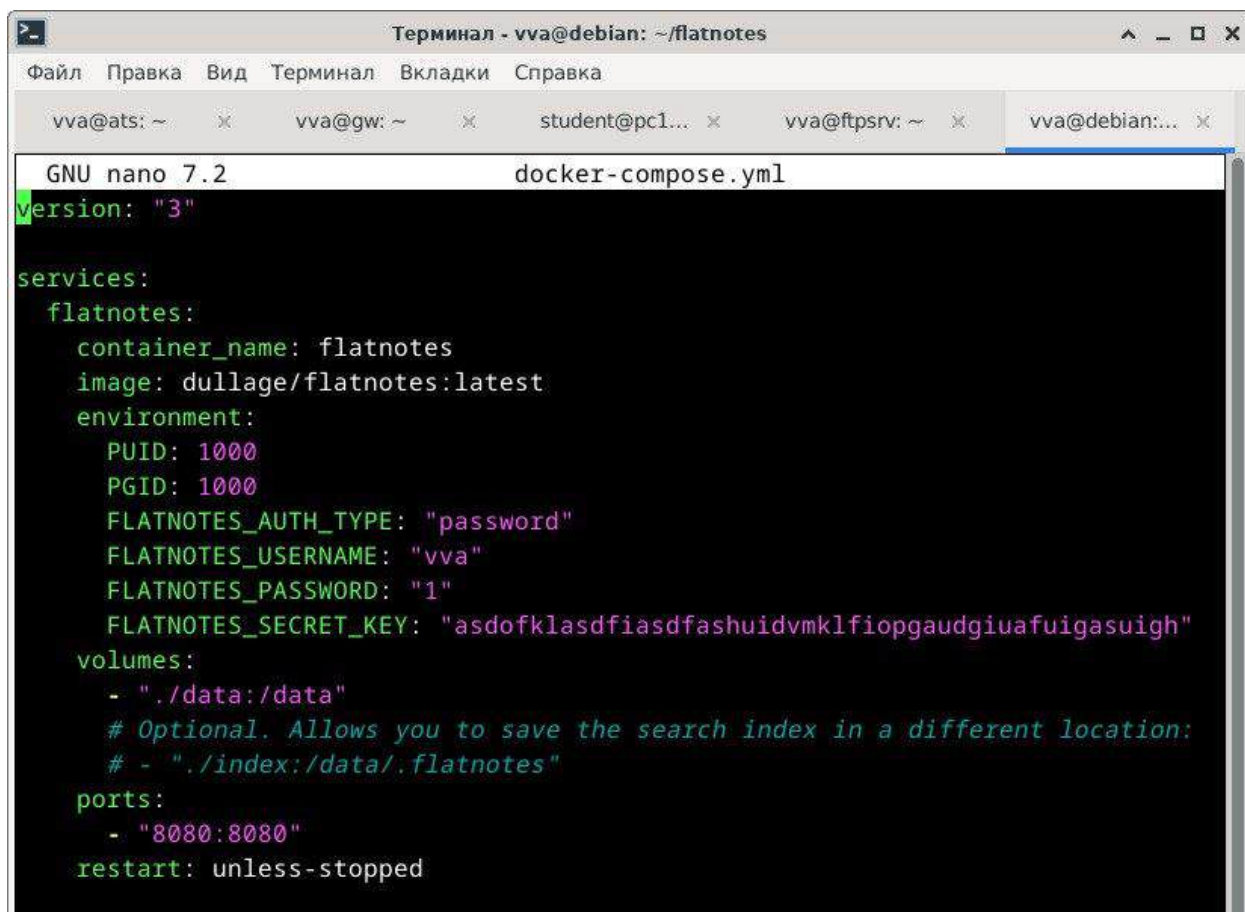 Терминал - vva@debian: ~/flatnotes
Файл Правка Вид Терминал Вкладки Справка
vva@ats: ~ vva@gw: ~ student@pc1... vva@ftpsrv: ~ vva@debian:...
GNU nano 7.2 docker-compose.yml
version: "3"
services:
  flatnotes:
    container_name: flatnotes
    image: dullage/flatnotes:latest
    environment:
      PUID: 1000
      PGID: 1000
      FLATNOTES_AUTH_TYPE: "password"
      FLATNOTES_USERNAME: "vva"
      FLATNOTES_PASSWORD: "1"
      FLATNOTES_SECRET_KEY: "asdofklasdfiasdfashuidvmklfiopgaudgiuafuigasuigh"
    volumes:
      - "./data:/data"
      # Optional. Allows you to save the search index in a different location:
      # - "./index:/data/.flatnotes"
    ports:
      - "8080:8080"
    restart: unless-stopped